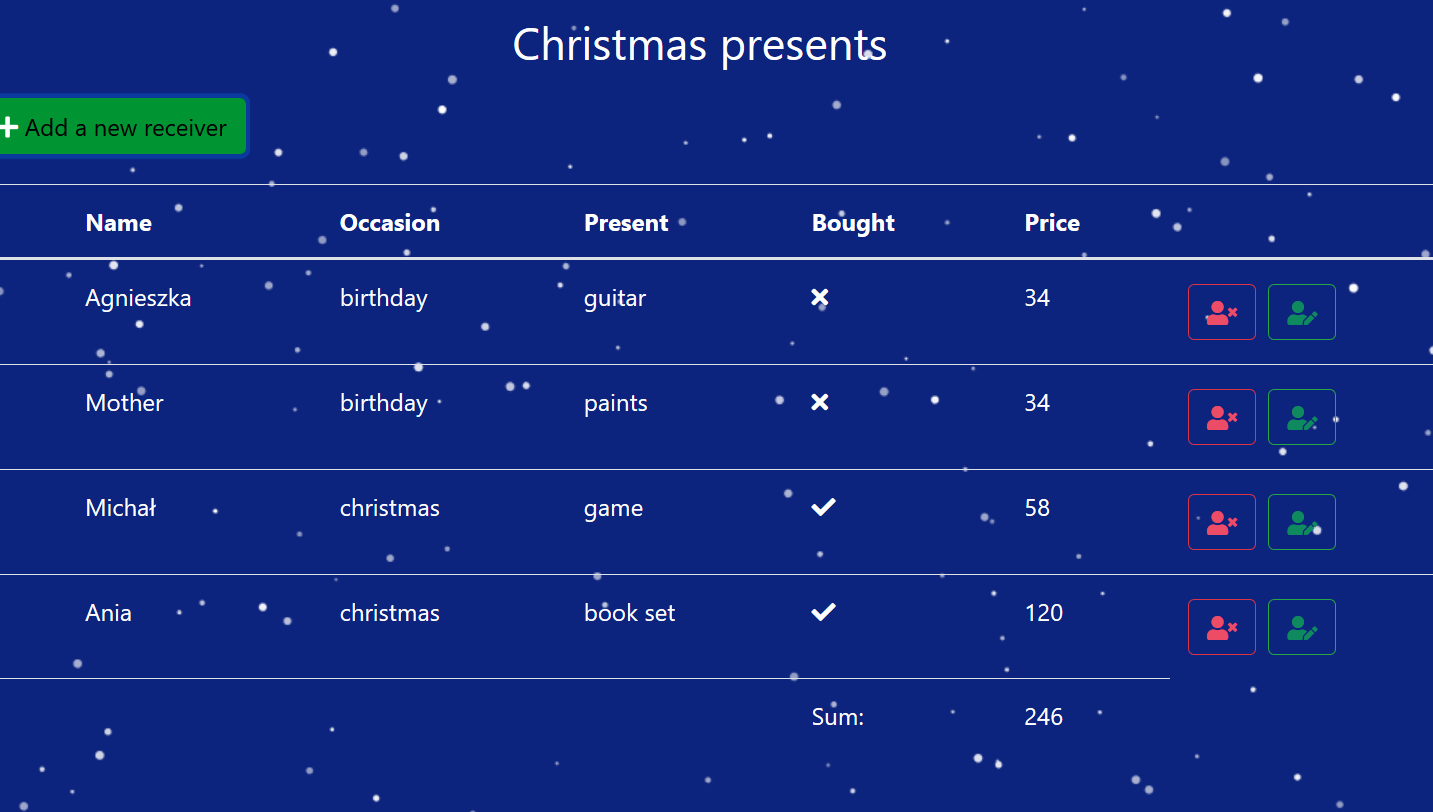 Christmas presents
Add a new receiver
Name Occasion Present Bought Price
Agnieszka birthday guitar 34
Mother birthday paints 34
Michał christmas game 58
Ania christmas book set 120
Sum: 246